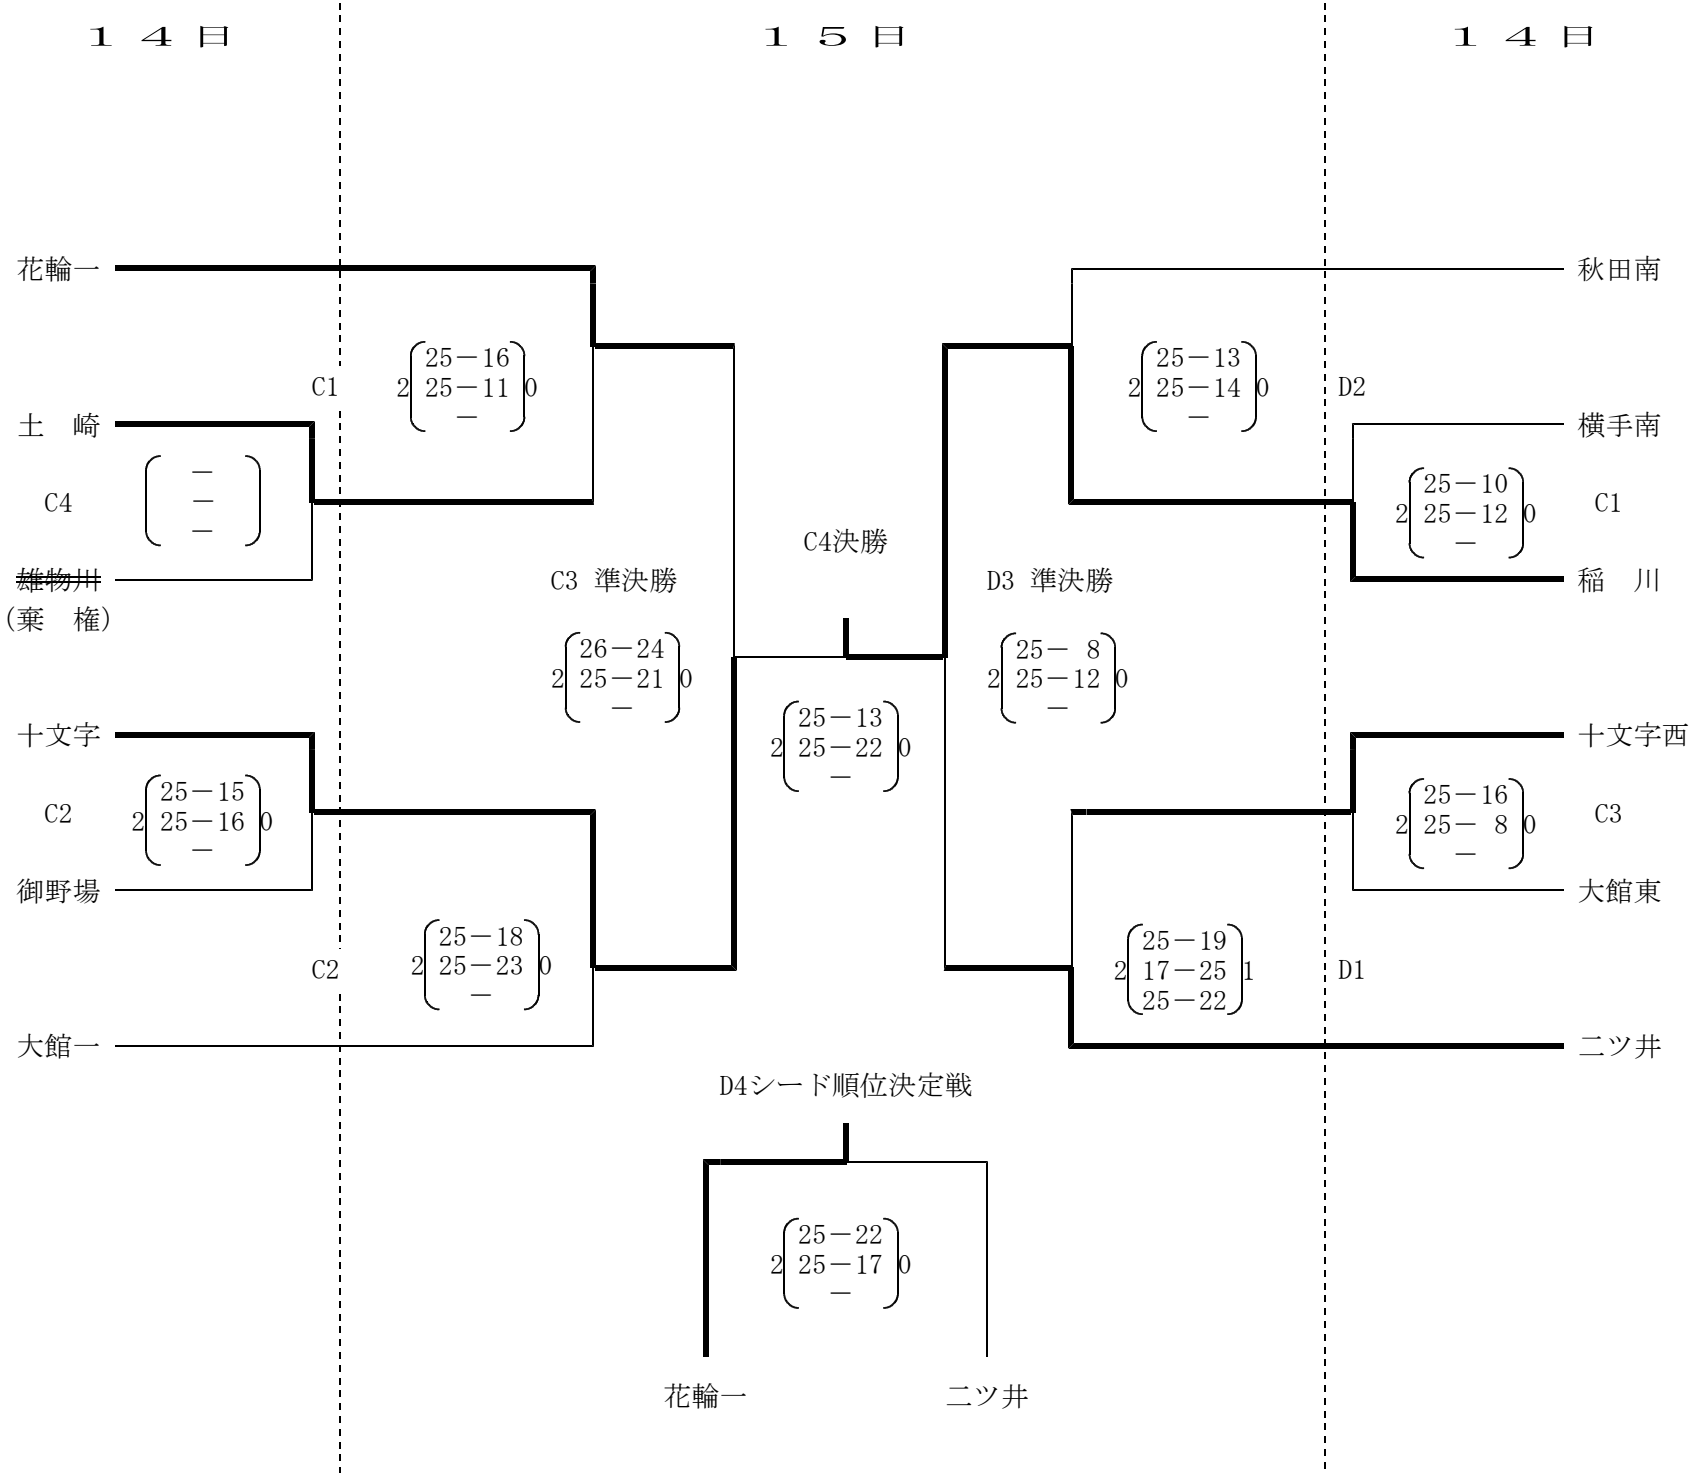 １４日
１５日
１４日
花輪一
秋田南
25－16
2 25－11 0
－
C1
25－13
2 25－14 0
－
D2
土　崎
横手南
－
－
－
C4
25－10
2 25－12 0
－
C1
C4決勝
雄物川
(棄　権)
C3 準決勝
D3 準決勝
稲　川
26－24
2 25－21 0
－
25－ 8
2 25－12 0
－
25－13
2 25－22 0
－
十文字
十文字西
C2
25－15
2 25－16 0
－
25－16
2 25－ 8 0
－
C3
御野場
大館東
C2
25－18
2 25－23 0
－
25－19
2 17－25 1
25－22
D1
大館一
二ツ井
D4シード順位決定戦
25－22
2 25－17 0
－
花輪一
二ツ井